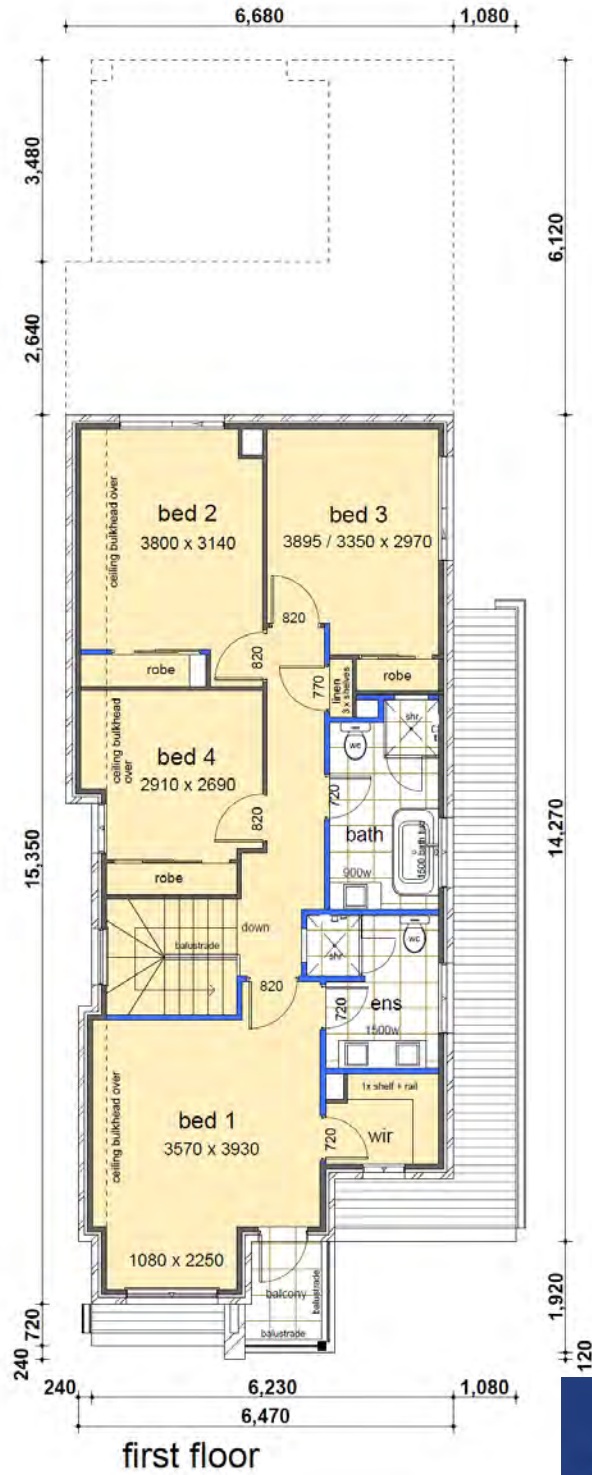 6,680 1,080
3,480
6,120
2,640
ceiling bulkhead over
bed 2
3800 x 3140
bed 3
3895 / 3350 x 2970
820
820
770
linen
3 x shelves
robe
robe
ceiling bulkhead
over
bed 4
2910 x 2690
820
shr
wc
720
bath
1500 bath tub
900w
robe
15,350
14,270
down
balustrade
shr
wc
820
720
ens
1500w
ceiling bulkhead over
bed 1
3570 x 3930
1x shelf + rail
720
wir
1080 x 2250
balcony
balustrade
balustrade
1,920
720
240
120
240 6,230 1,080
6,470
first floor